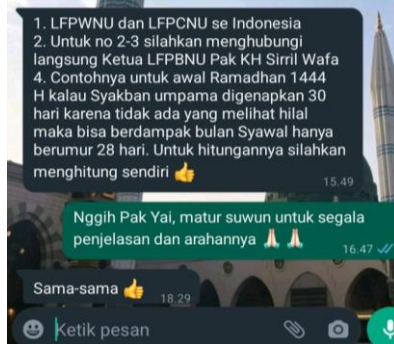 1. LFPWNU dan LFPCNU se Indonesia
2. Untuk no 2-3 silahkan menghubungi
langsung Ketua LFPBNU Pak KH Sirril Wafa
4. Contohnya untuk awal Ramadhan 1444
H kalau Syakban umpama digenapkan 30
hari karena tidak ada yang melihat hilal
maka bisa berdampak bulan Syawal hanya
berumur 28 hari. Untuk hitungannya silahkan
menghitung sendiri 👍
15.49
Nggih Pak Yai, matur suwun untuk segala
penjelasan dan arahannya 🙏🏻 🙏🏻
16.47
Sama-sama 👍
18.29
Ketik pesan